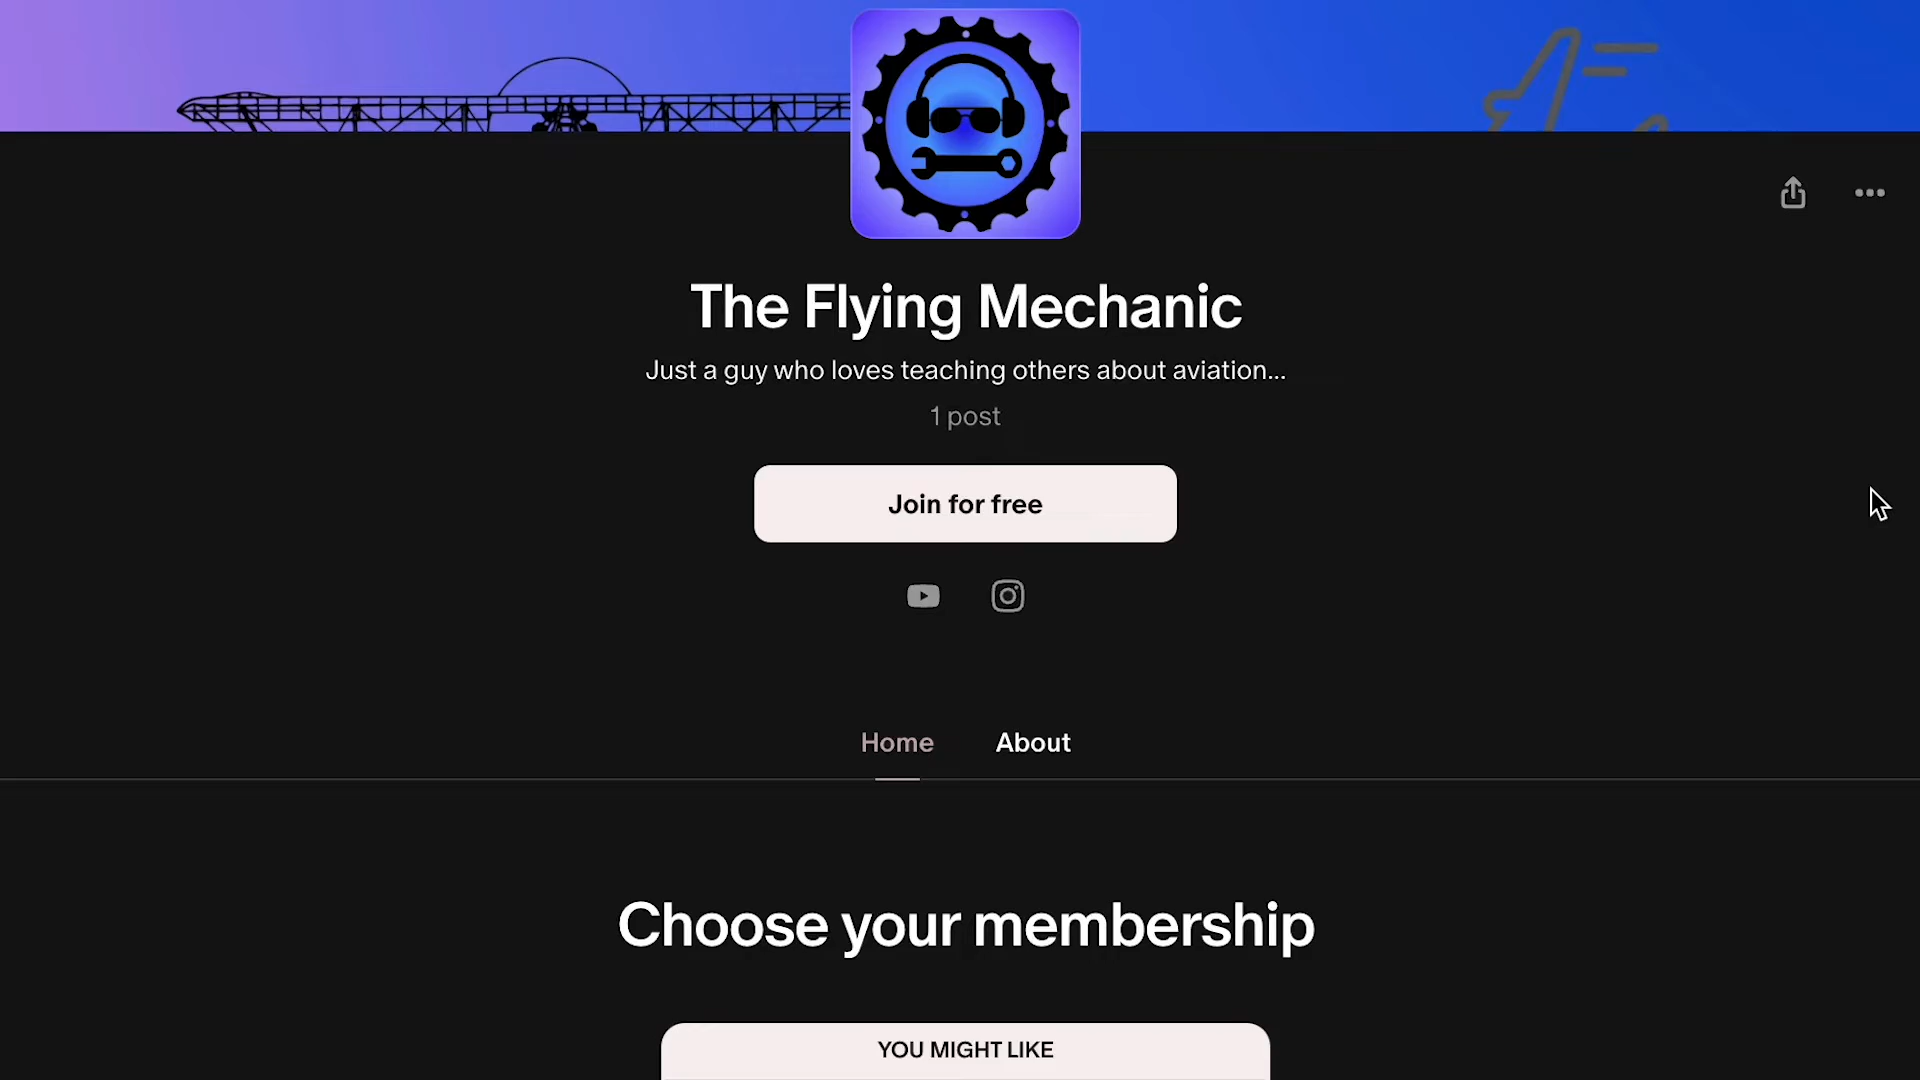 The Flying Mechanic
Just a guy who loves teaching others about aviation...
1 post
Join for free
Home
About
Choose your membership
YOU MIGHT LIKE